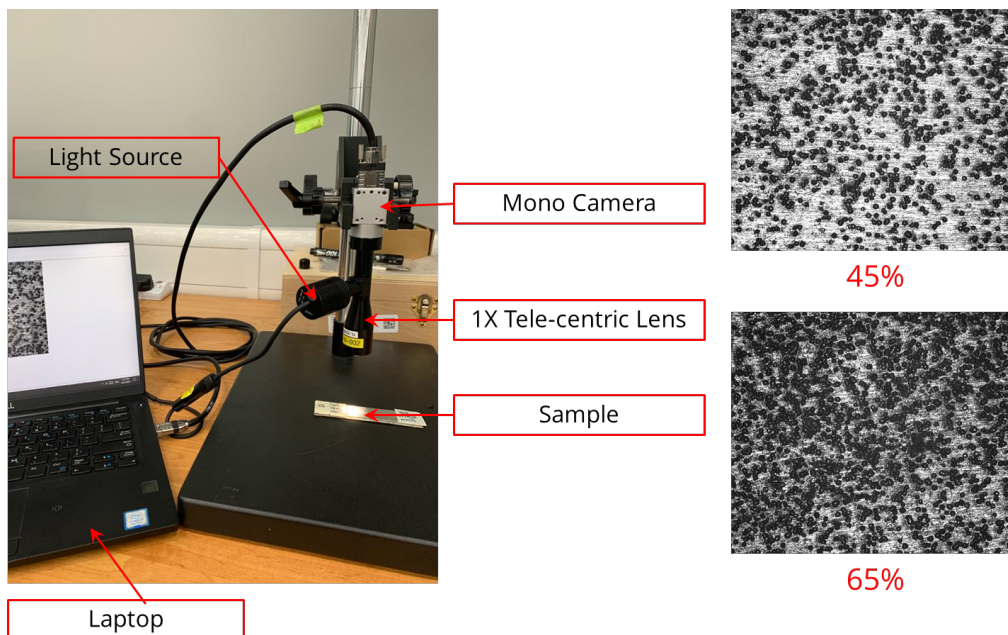 Light Source
Mono Camera
45%
1X Tele-centric Lens
Sample
65%
Laptop